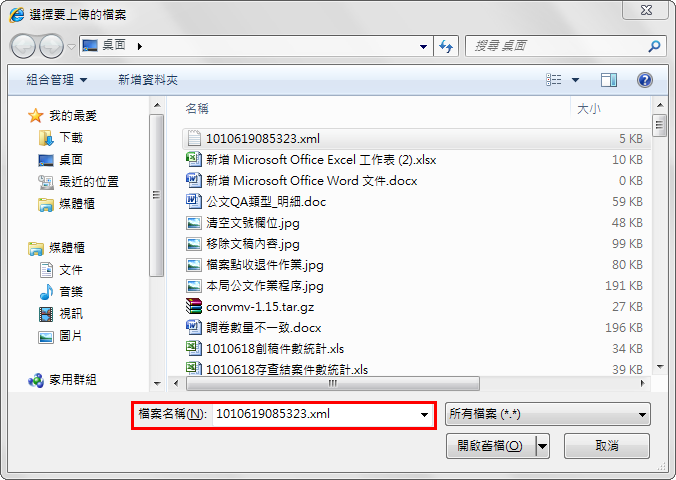 選擇要上傳的檔案
桌面
搜尋 桌面
組合管理 新增資料夾
我的最愛
下載
桌面
最近的位置
媒體櫃
媒體櫃
文件
音樂
視訊
圖片
家用群組
名稱 大小
1010619085323.xml 5 KB
新增 Microsoft Office Excel 工作表 (2).xlsx 10 KB
新增 Microsoft Office Word 文件.docx 0 KB
公文QA類型_明細.doc 59 KB
清空文號欄位.jpg 48 KB
移除文稿內容.jpg 99 KB
檔案點收退件作業.jpg 80 KB
本局公文作業程序.jpg 191 KB
convmv-1.15.tar.gz 27 KB
調卷數量不一致.docx 196 KB
1010618創稿件數統計.xls 34 KB
1010618存查結案件數統計.xls 39 KB
檔案名稱(N): 1010619085323.xml 所有檔案 (*.*)
開啟舊檔(O) 取消